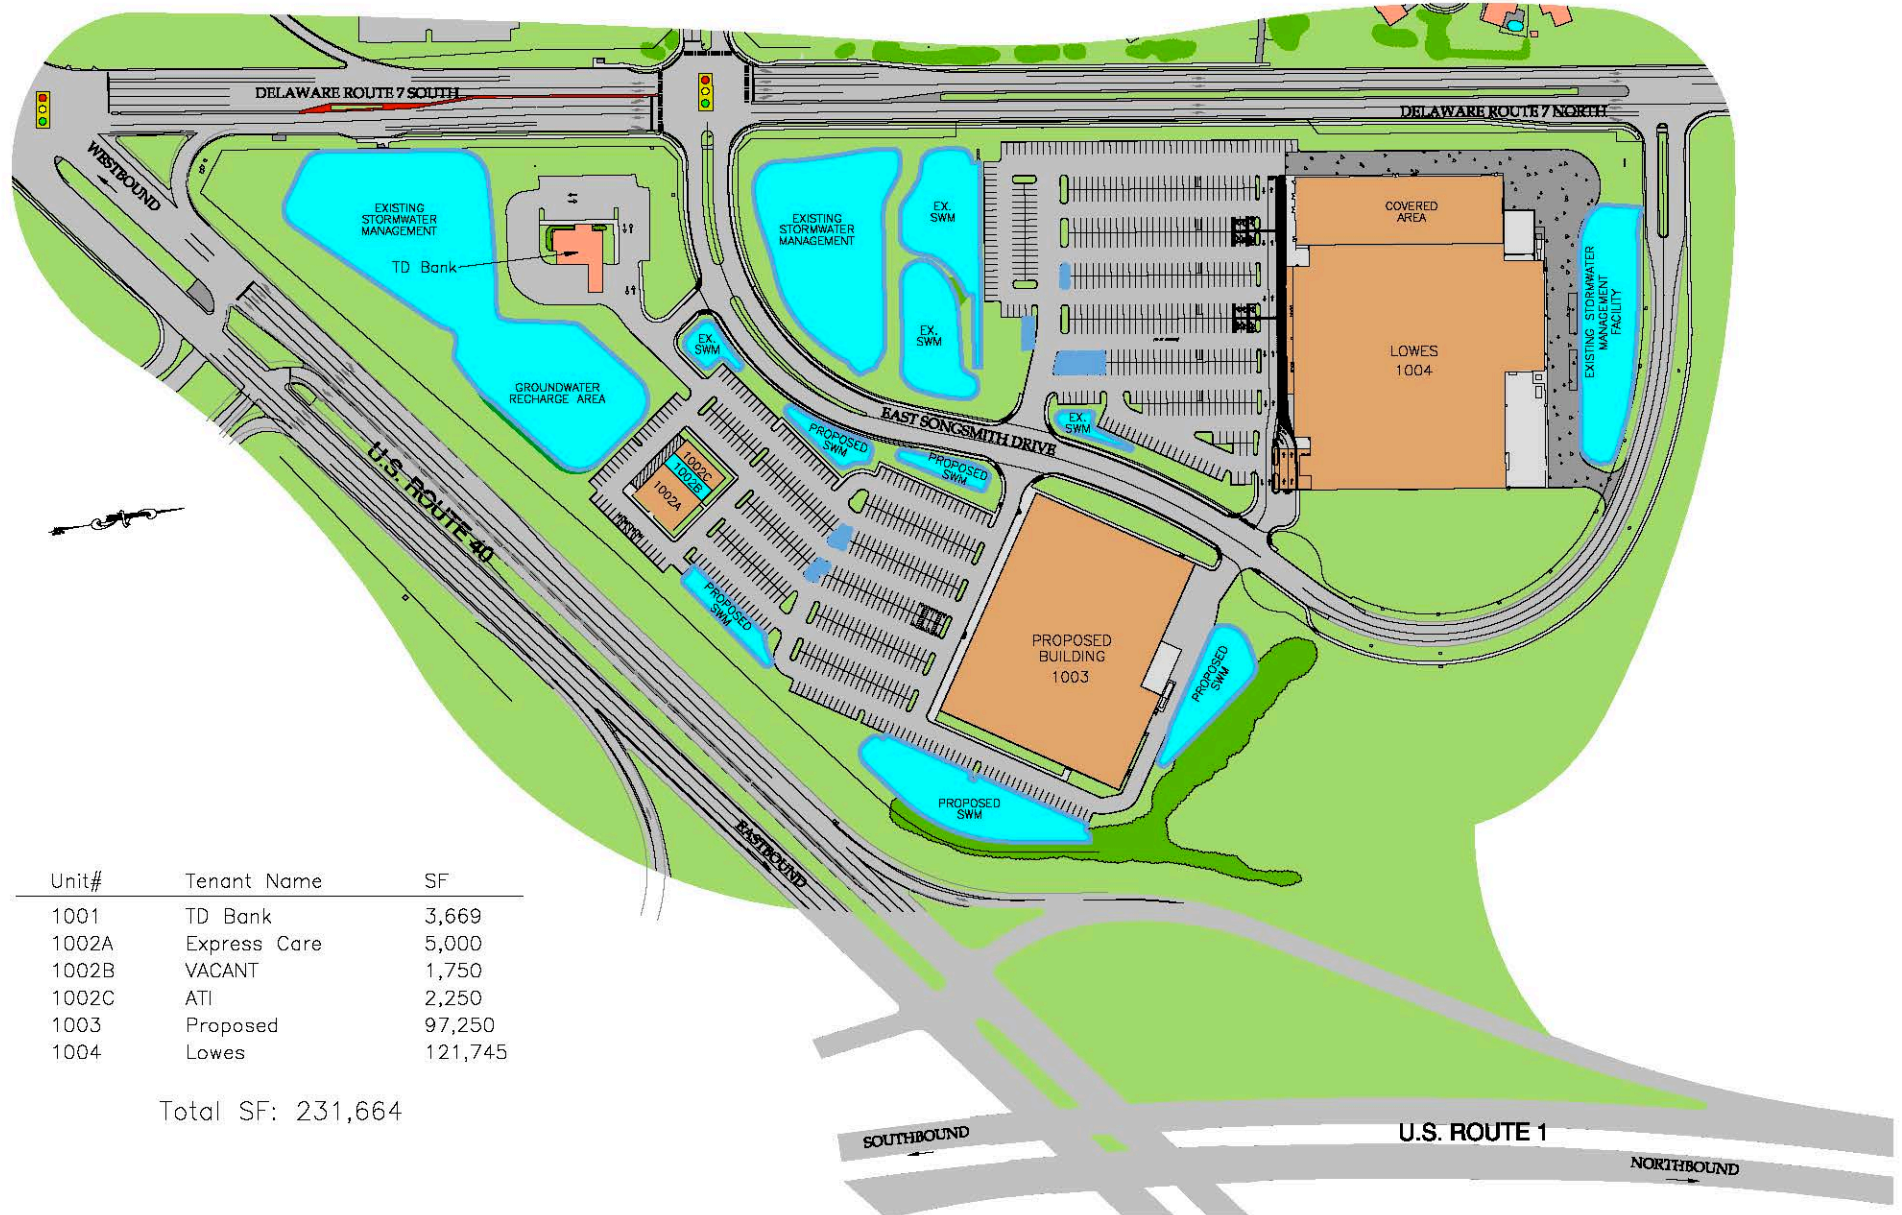 DELAWARE ROUTE 7 SOUTH
DELAWARE ROUTE 7 NORTH
WESTBOUND
EXISTING
STORMWATER
MANAGEMENT
TD Bank
EXISTING
STORMWATER
MANAGEMENT
EX.
SWM
EX.
SWM
EX.
SWM
COVERED
AREA
LOWES
1004
EXISTING STORMWATER
MANAGEMENT
FACILITY
GROUNDWATER
RECHARGE AREA
EAST SONGSMITH DRIVE
EX.
SWM
PROPOSED
SWM
PROPOSED
SWM
U.S. ROUTE 40
1002C
1002B
1002A
PROPOSED
SWM
PROPOSED
BUILDING
1003
PROPOSED
SWM
PROPOSED
SWM
EASTBOUND
Unit# Tenant Name SF
1001 TD Bank 3,669
1002A Express Care 5,000
1002B VACANT 1,750
1002C ATI 2,250
1003 Proposed 97,250
1004 Lowes 121,745
Total SF: 231,664
SOUTHBOUND
U.S. ROUTE 1
NORTHBOUND